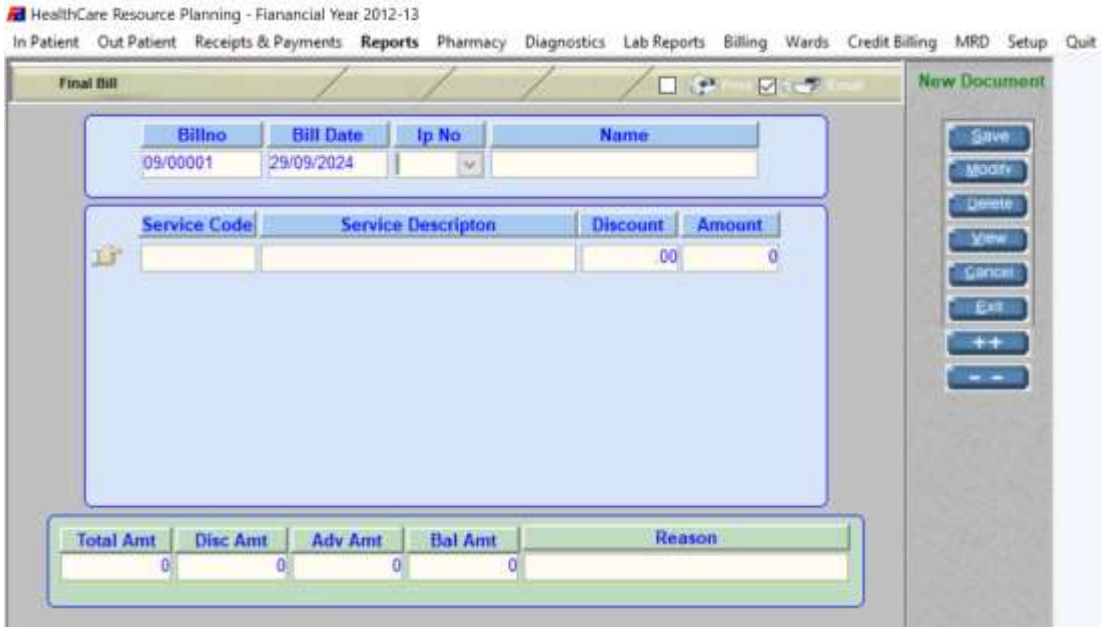 HealthCare Resource Planning - Fianancial Year 2012-13
In Patient Out Patient Receipts & Payments Reports Pharmacy Diagnostics Lab Reports Billing Wards Credit Billing MRD Setup Quit
Final Bill New Document
Billno Bill Date Ip No Name
09/00001 29/09/2024
Service Code Service Descripton Discount Amount
.00 0
Save
Modify
Delete
View
Cancel
Exit
++
- -
Total Amt Disc Amt Adv Amt Bal Amt Reason
0 0 0 0